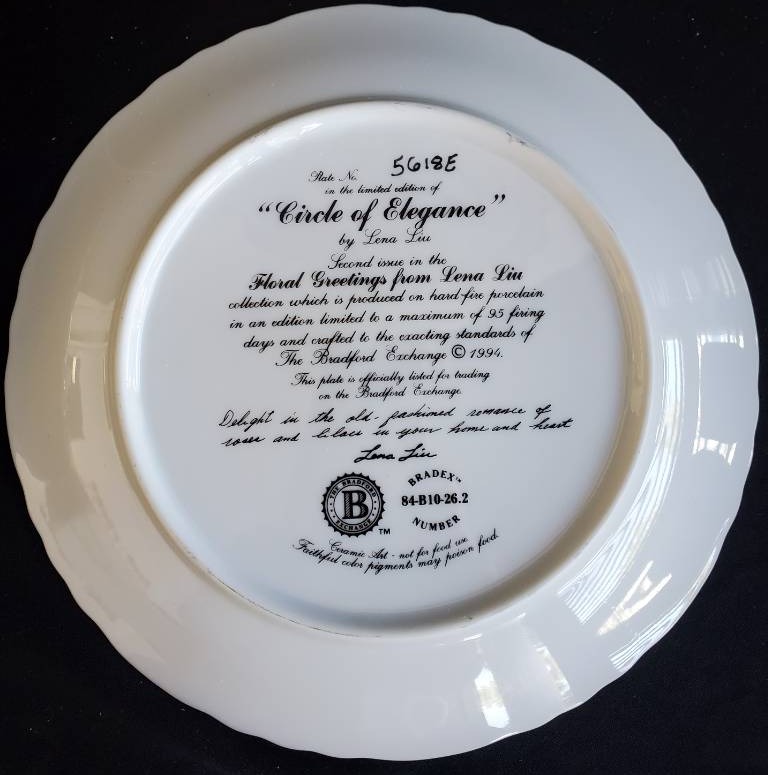 Plate No. 5618E
in the limited edition of
"Circle of Elegance"
by Lena Liu
Second issue in the
Floral Greetings from Lena Liu
collection which is produced on hard-fire porcelain
in an edition limited to a maximum of 95 firing
days and crafted to the exacting standards of
The Bradford Exchange © 1994.
This plate is officially listed for trading
on the Bradford Exchange.
Delight in the old-fashioned romance of
roses and lilacs in your home and heart
Lena Liu
THE BRADFORD
B
EXCHANGE
TM
BRADEX™
84-B10-26.2
NUMBER
Ceramic Art - not for food use.
Faithful color pigments may poison food.